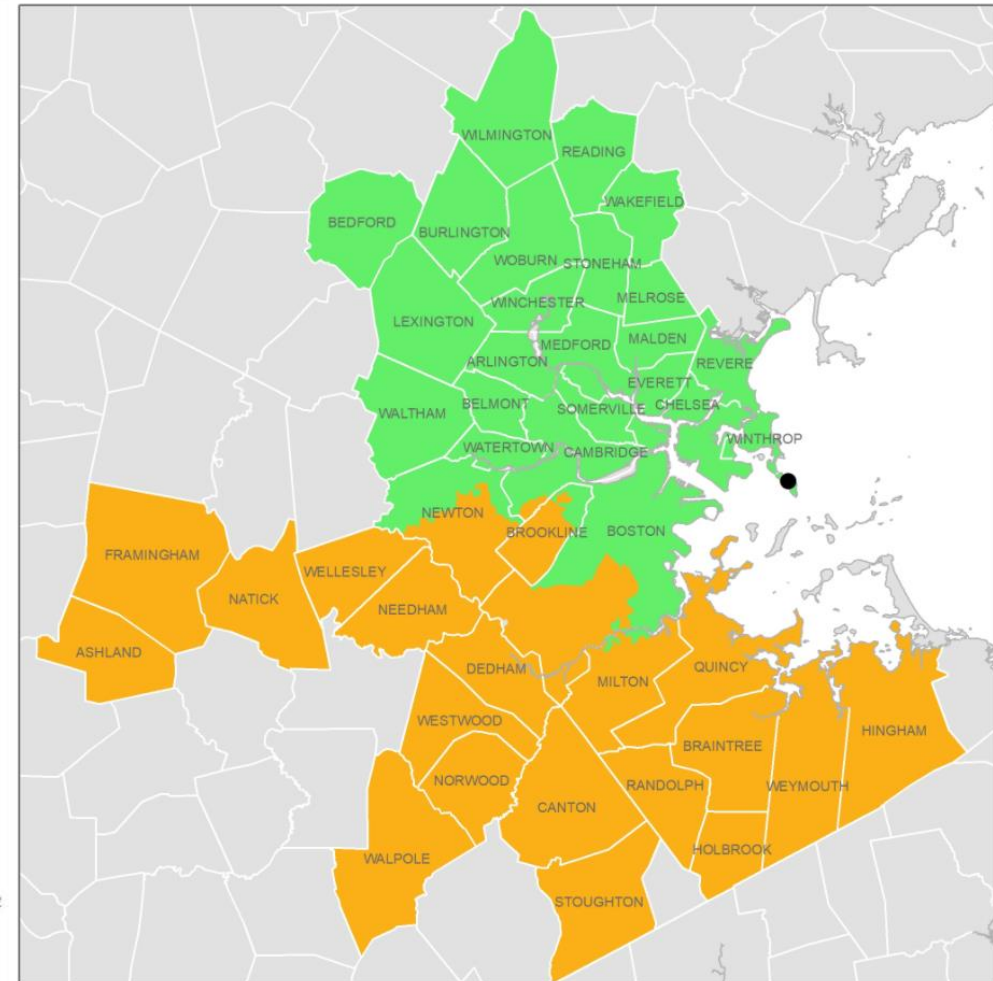 WILMINGTON
READING
WAKEFIELD
BEDFORD
BURLINGTON
WOBURN
STONEHAM
MELROSE
WINCHESTER
LEXINGTON
MEDFORD
MALDEN
ARLINGTON
REVERE
EVERETT
BELMONT
SOMERVILLE
CHELSEA
WALTHAM
WINTHROP
WATERTOWN
CAMBRIDGE
NEWTON
BROOKLINE
BOSTON
FRAMINGHAM
WELLESLEY
NATICK
NEEDHAM
ASHLAND
DEDHAM
QUINCY
MILTON
WESTWOOD
HINGHAM
BRAINTREE
NORWOOD
RANDOLPH
WEYMOUTH
CANTON
HOLBROOK
WALPOLE
STOUGHTON